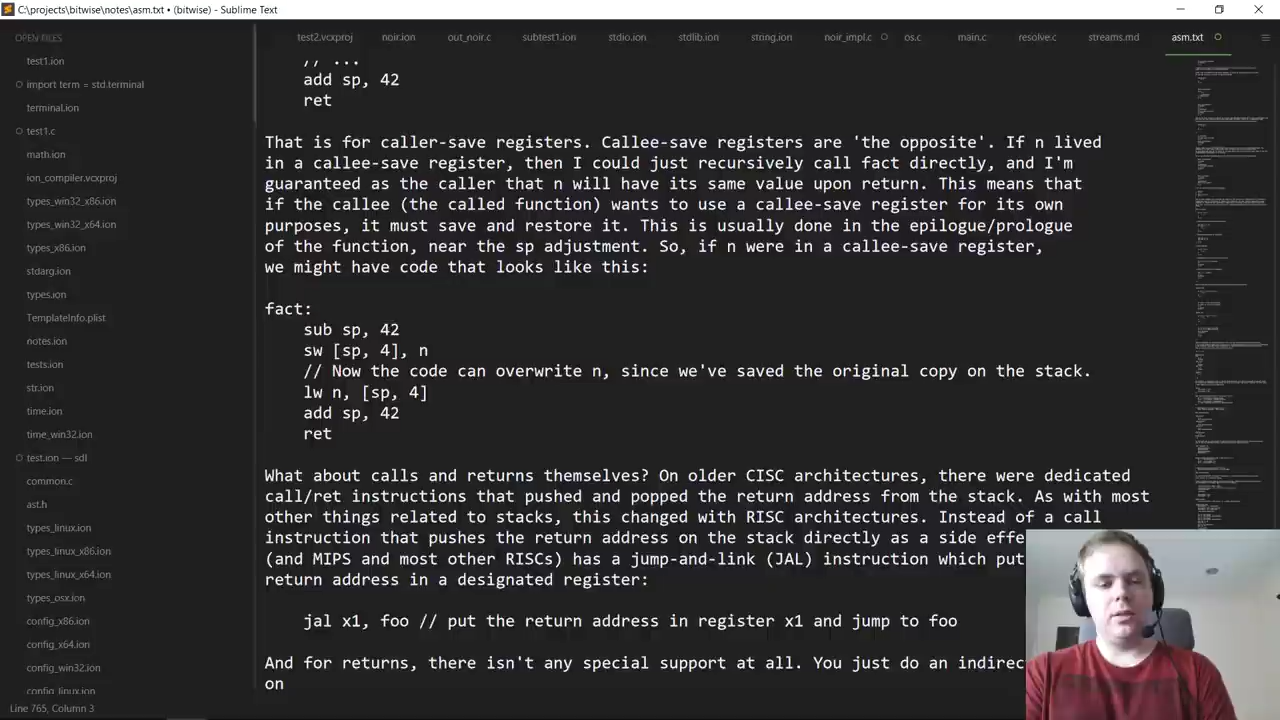 C:\projects\bitwise\notes\asm.txt • (bitwise) - Sublime Text
OPEN FILES
test2.vcxproj
noir.ion
out_noir.c
subtest1.ion
stdio.ion
stdlib.ion
string.ion
noir_impl.c
os.c
main.c
resolve.c
streams.md
asm.txt
test1.ion
import term = std.terminal
terminal.ion
test1.c
math.ion
ion_compiler.vcxproj
types_win32_x86.ion
types_win32_x64.ion
types_x86.ion
stdarg.ion
types.ion
TemplateInfo.plist
notes.ion
tests.ion
str.ion
time.ion
time_win32.ion
test.ion — sdl
common.c
ast.h
types_linux.ion
types_linux_x86.ion
types_linux_x64.ion
types_osx.ion
config_x86.ion
config_x64.ion
config_win32.ion
config_linux.ion
// ...
add sp, 42
ret
That is for caller-save registers. Callee-save registers are 'the opposite'. If n lived
in a callee-save register, I could just recursively call fact directly, and I'm
guaranteed as the caller that n will have its same value upon return. This means that
if the callee (the called function) wants to use a callee-save register for its own
purposes, it must save and restore it. This is usually done in the epilogue/prologue
of the function near the sp adjustment. So, if n were in a callee-save register,
we might have code that looks like this:
fact:
sub sp, 42
sw [sp, 4], n
// Now the code can overwrite n, since we've saved the original copy on the stack.
lw n, [sp, 4]
add sp, 42
ret
What about call and return themselves? In older CISC architectures, there were dedicated
call/ret instructions that pushed and popped the return address from the stack. As with most
other things related to stacks, this changed with RISC architectures. Instead of a call
instruction that pushes the return address on the stack directly as a side effe
(and MIPS and most other RISCs) has a jump-and-link (JAL) instruction which put
return address in a designated register:
jal x1, foo // put the return address in register x1 and jump to foo
And for returns, there isn't any special support at all. You just do an indirec
on
Line 765, Column 3